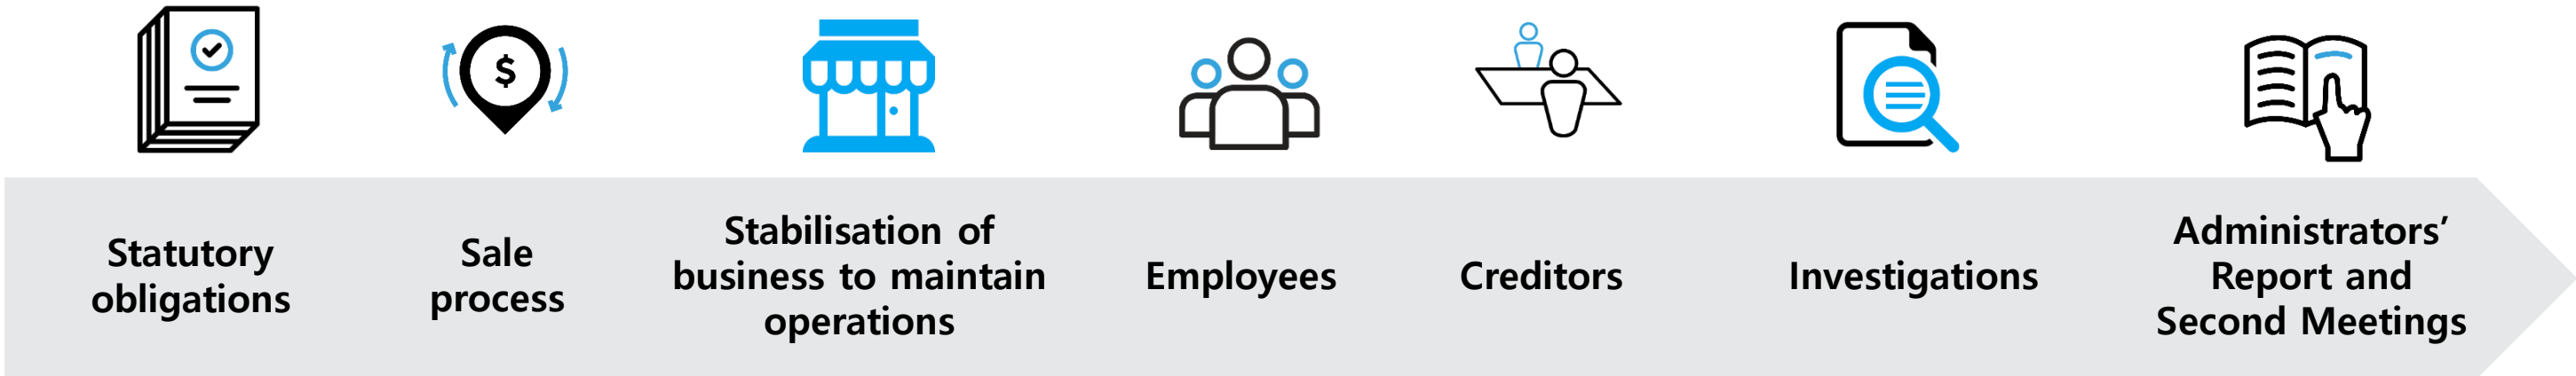 Statutory
obligations
Sale
process
Stabilisation of
business to maintain
operations
Employees
Creditors
Investigations
Administrators’
Report and
Second Meetings
$